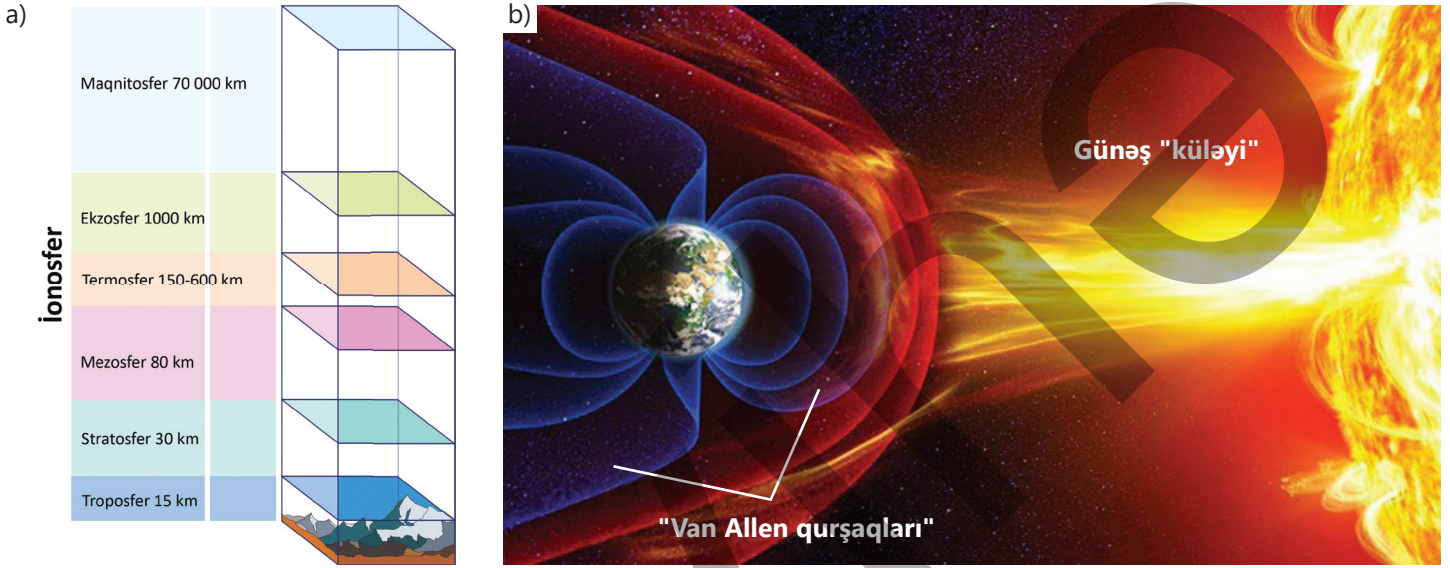 a)
Maqnitosfer 70 000 km
Ekzosfer 1000 km
Termosfer 150-600 km
Mezosfer 80 km
Stratosfer 30 km
Troposfer 15 km
ionosfer
b)
Günəş "küləyi"
"Van Allen qurşaqları"